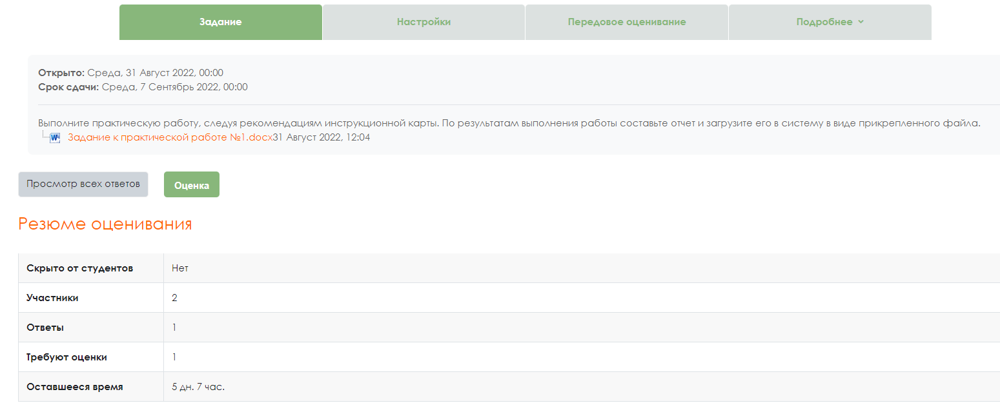 Задание Настройки Передовое оценивание Подробнее
Открыто: Среда, 31 Август 2022, 00:00
Срок сдачи: Среда, 7 Сентябрь 2022, 00:00
Выполните практическую работу, следуя рекомендациям инструкционной карты. По результатам выполнения работы составьте отчет и загрузите его в систему в виде прикрепленного файла.
Задание к практической работе №1.docx31 Август 2022, 12:04
Просмотр всех ответов Оценка
Резюме оценивания
Скрыто от студентов Нет
Участники 2
Ответы 1
Требуют оценки 1
Оставшееся время 5 дн. 7 час.